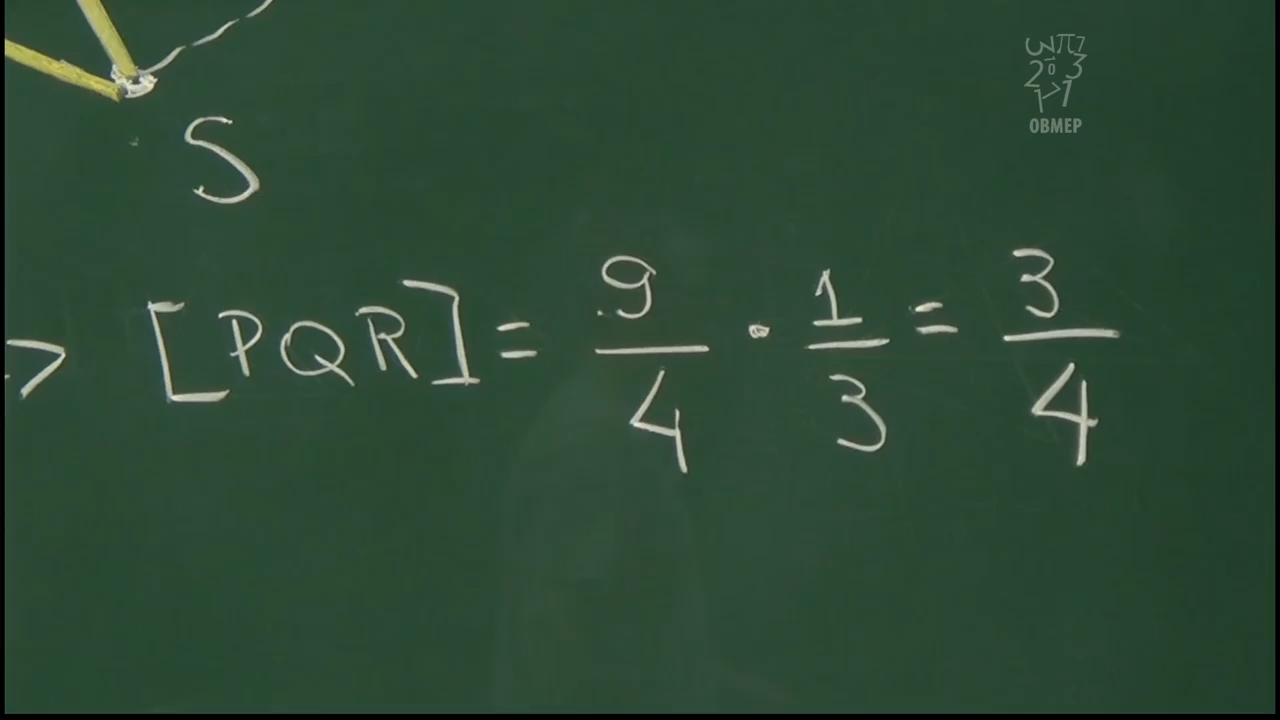 S
> [PQR] = 9/4 · 1/3 = 3/4
OBMEP